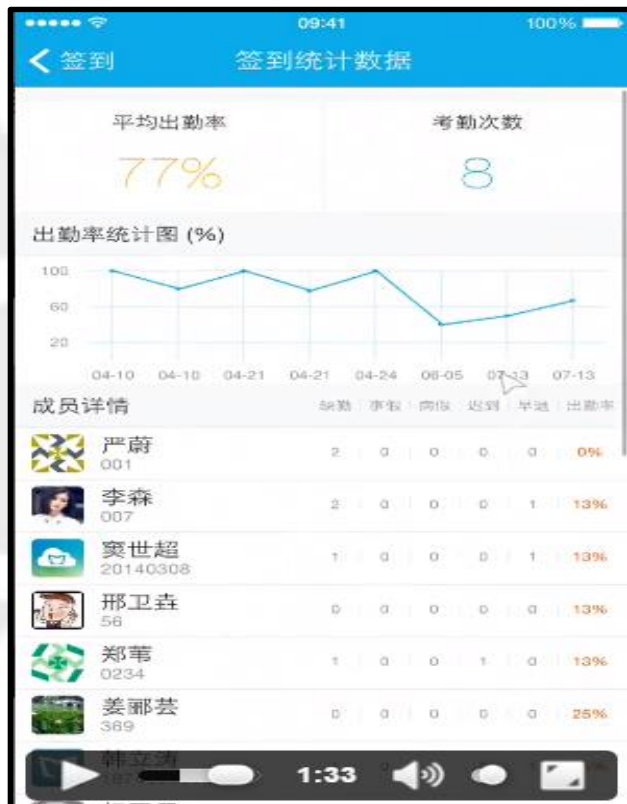 09:41 100%
签到 签到统计数据
平均出勤率 考勤次数
77% 8
出勤率统计图 (%)
100
60
20
04-10 04-10 04-21 04-21 04-24 06-05 07-13 07-13
成员详情 缺勤 事假 病假 迟到 早退 出勤率
严蔚 2 0 0 0 0 0%
001
李森 2 0 0 0 1 13%
007
窦世超 1 0 0 0 1 13%
20140308
邢卫垚 0 0 0 0 0 13%
56
郑苇 1 0 0 1 0 13%
0234
姜郦芸 0 0 0 0 0 25%
369
韩立涛
1:33